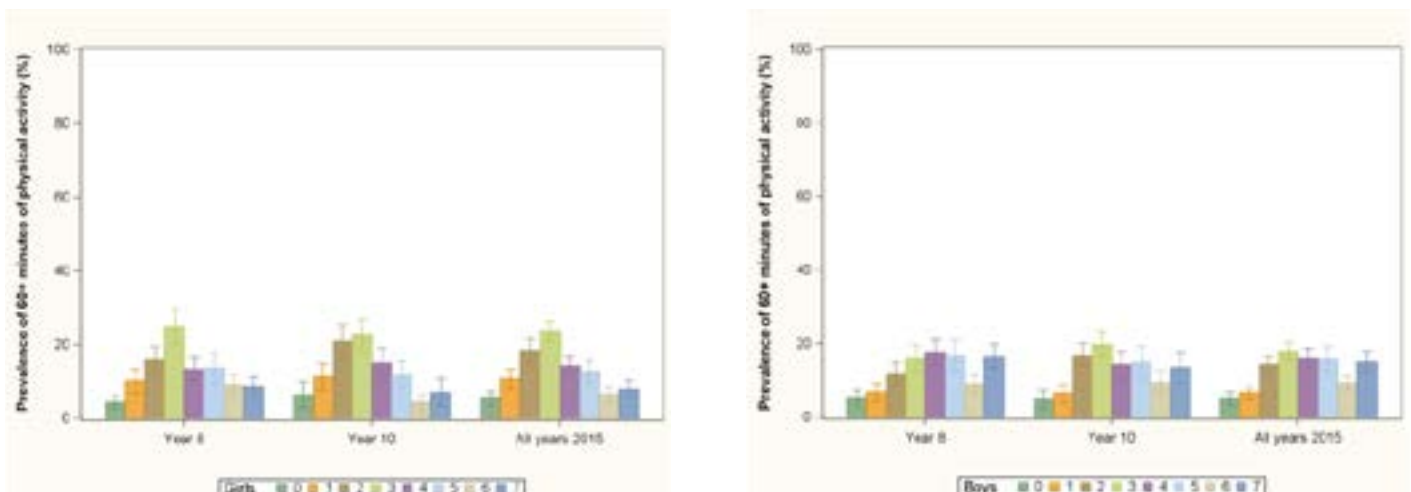 Prevalence of 60+ minutes of physical activity (%)
100
80
60
40
20
0
Year 8
Year 10
All years 2015
Girls 0 1 2 3 4 5 6 7
Prevalence of 60+ minutes of physical activity (%)
100
80
60
40
20
0
Year 8
Year 10
All years 2015
Boys 0 1 2 3 4 5 6 7